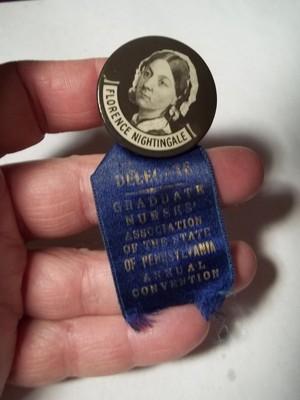 FLORENCE NIGHTINGALE
DELEGATE
GRADUATE
NURSES'
ASSOCIATION
OF THE STATE
OF PENNSYLVANIA
ANNUAL
CONVENTION